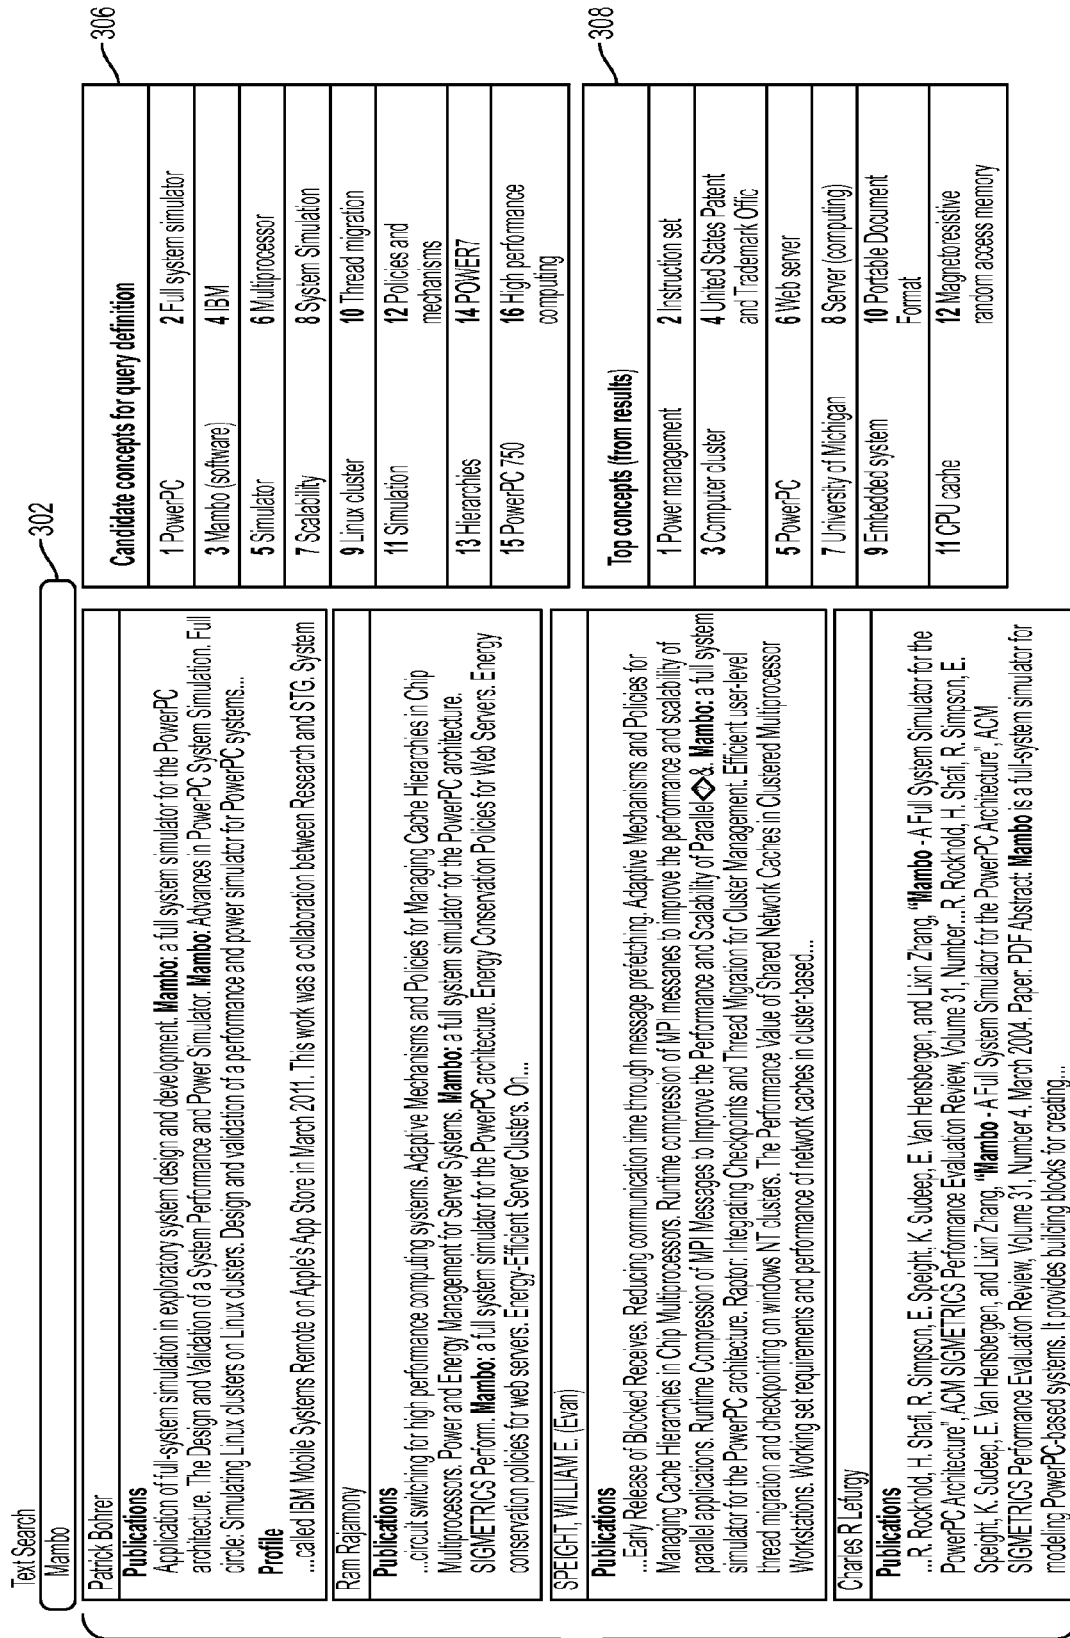 Text Search
Mambo
302
Patrick Bohrer
Publications
Application of full-system simulation in exploratory system design and development. Mambo: a full system simulator for the PowerPC
architecture. The Design and Validation of a System Performance and Power Simulator. Mambo: Advances in PowerPC System Simulation. Full
circle: Simulating Linux clusters on Linux clusters. Design and validation of a performance and power simulator for PowerPC systems...
Profile
...called IBM Mobile Systems Remote on Apple's App Store in March 2011. This work was a collaboration between Research and STG. System
Ram Rajamony
Publications
...circuit switching for high performance computing systems. Adaptive Mechanisms and Policies for Managing Cache Hierarchies in Chip
Multiprocessors. Power and Energy Management for Server Systems. Mambo: a full system simulator for the PowerPC architecture.
SIGMETRICS Perform. Mambo: a full system simulator for the PowerPC architecture. Energy Conservation Policies for Web Servers. Energy
conservation policies for web servers. Energy-Efficient Server Clusters. On...
SPEIGHT, WILLIAM E. (Evan)
Publications
...Early Release of Blocked Receives. Reducing communication time through message prefetching. Adaptive Mechanisms and Policies for
Managing Cache Hierarchies in Chip Multiprocessors. Runtime compression of MPI messanes to improve the performance and scalability of
parallel applications. Runtime Compression of MPI Messages to Improve the Performance and Scalability of Parallel &. Mambo: a full system
simulator for the PowerPC architecture. Raptor: Integrating Checkpoints and Thread Migration for Cluster Management. Efficient user-level
thread migration and checkpointing on windows NT clusters. The Performance Value of Shared Network Caches in Clustered Multiprocessor
Workstations. Working set requirements and performance of network caches in cluster-based...
Charles R Lefurgy
Publications
...R. Rockhold, H. Shafi, R. Simpson, E. Speight, K. Sudeep, E. Van Hensbergen, and Lixin Zhang, "Mambo - A Full System Simulator for the
PowerPC Architecture", ACM SIGMETRICS Performance Evaluation Review, Volume 31, Number...R. Rockhold, H. Shafi, R. Simpson, E.
Speight, K. Sudeep, E. Van Hensbergen, and Lixin Zhang, "Mambo - A Full System Simulator for the PowerPC Architecture", ACM
SIGMETRICS Performance Evaluation Review, Volume 31, Number 4. March 2004. Paper: PDF Abstract: Mambo is a full-system simulator for
modeling PowerPC-based systems. It provides building blocks for creating...
306
Candidate concepts for query definition
1 PowerPC 2 Full system simulator
3 Mambo (software) 4 IBM
5 Simulator 6 Multiprocessor
7 Scalability 8 System Simulation
9 Linux cluster 10 Thread migration
11 Simulation 12 Policies and
mechanisms
13 Hierarchies 14 POWER7
15 PowerPC 750 16 High performance
computing
308
Top concepts (from results)
1 Power management 2 Instruction set
3 Computer cluster 4 United States Patent
and Trademark Offic
5 PowerPC 6 Web server
7 University of Michigan 8 Server (computing)
9 Embedded system 10 Portable Document
Format
11 CPU cache 12 Magnetoresistive
random access memory